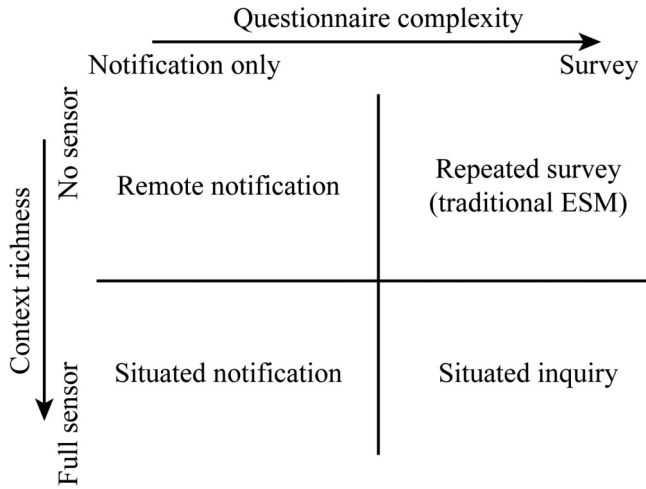 Questionnaire complexity
Notification only
Survey
Context richness
No sensor
Remote notification
Repeated survey
(traditional ESM)
Full sensor
Situated notification
Situated inquiry